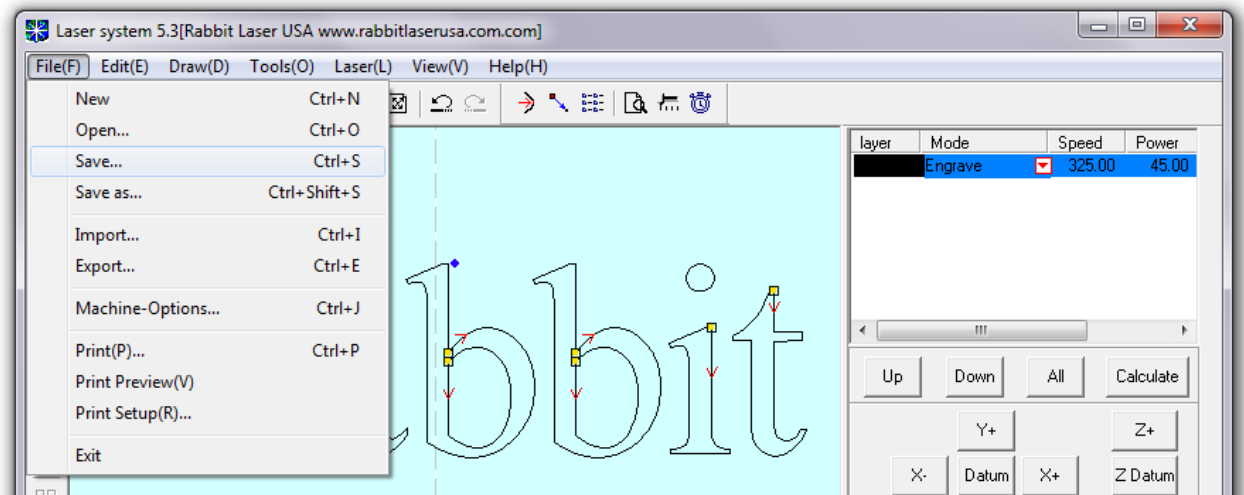 Laser system 5.3[Rabbit Laser USA www.rabbitlaserusa.com.com]
File(F) Edit(E) Draw(D) Tools(O) Laser(L) View(V) Help(H)
New Ctrl+N
Open... Ctrl+O
Save... Ctrl+S
Save as... Ctrl+Shift+S
Import... Ctrl+I
Export... Ctrl+E
Machine-Options... Ctrl+J
Print(P)... Ctrl+P
Print Preview(V)
Print Setup(R)...
Exit
bbit
layer Mode Speed Power
Engrave 325.00 45.00
Up Down All Calculate
Y+ Z+
X- Datum X+ Z Datum